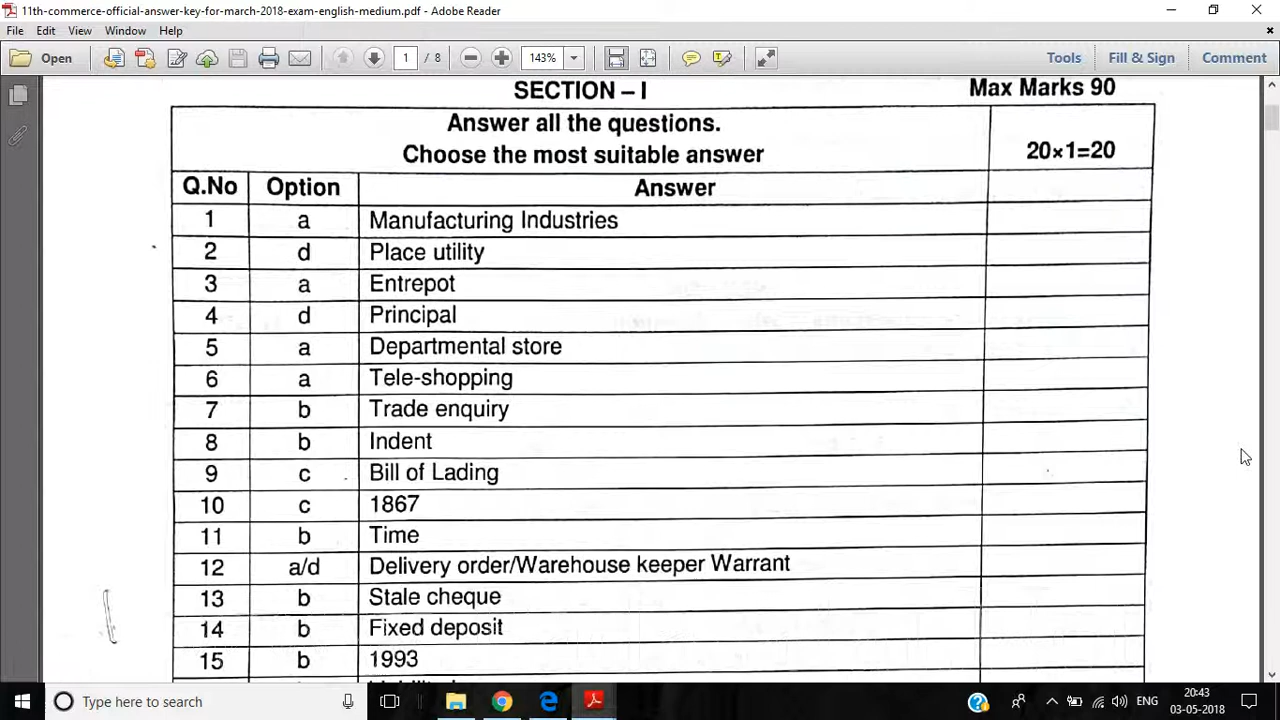 11th-commerce-official-answer-key-for-march-2018-exam-english-medium.pdf - Adobe Reader
File Edit View Window Help
Open 1 / 8 143% Tools Fill & Sign Comment
SECTION – I Max Marks 90
Answer all the questions.
Choose the most suitable answer 20×1=20
Q.No Option Answer
1 a Manufacturing Industries
2 d Place utility
3 a Entrepot
4 d Principal
5 a Departmental store
6 a Tele-shopping
7 b Trade enquiry
8 b Indent
9 c Bill of Lading
10 c 1867
11 b Time
12 a/d Delivery order/Warehouse keeper Warrant
13 b Stale cheque
14 b Fixed deposit
15 b 1993
Type here to search ENG 20:43
03-05-2018